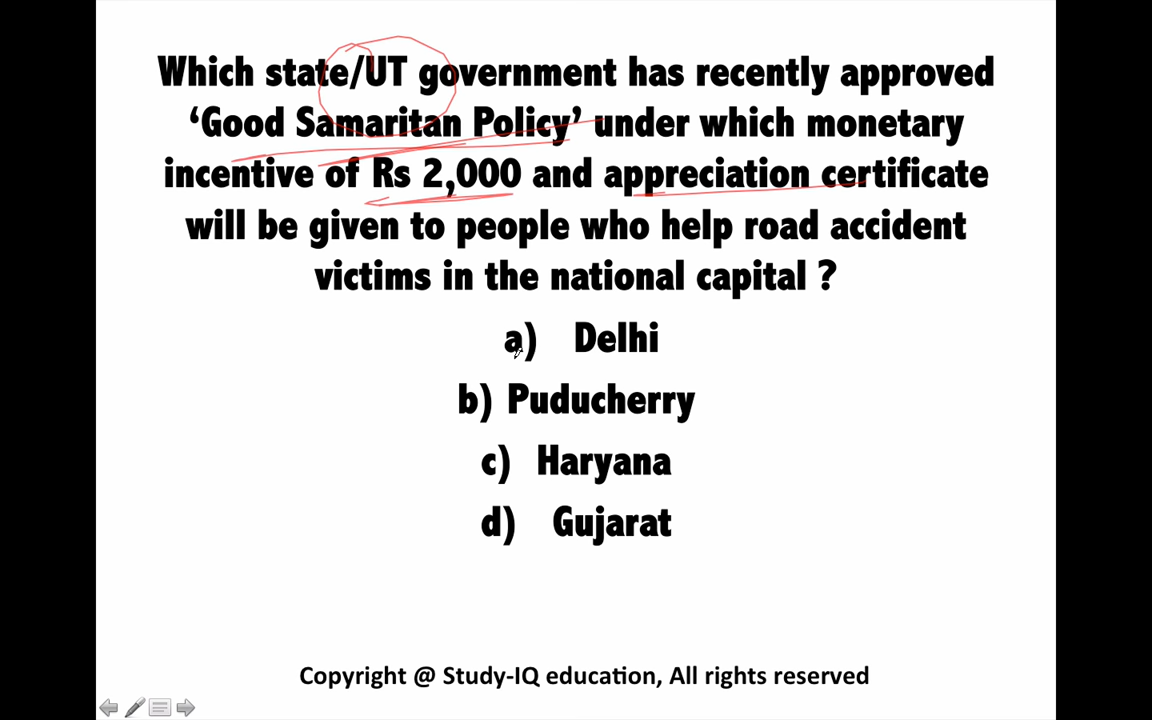 Which state/UT government has recently approved
‘Good Samaritan Policy’ under which monetary
incentive of Rs 2,000 and appreciation certificate
will be given to people who help road accident
victims in the national capital ?
a) Delhi
b) Puducherry
c) Haryana
d) Gujarat
Copyright @ Study-IQ education, All rights reserved